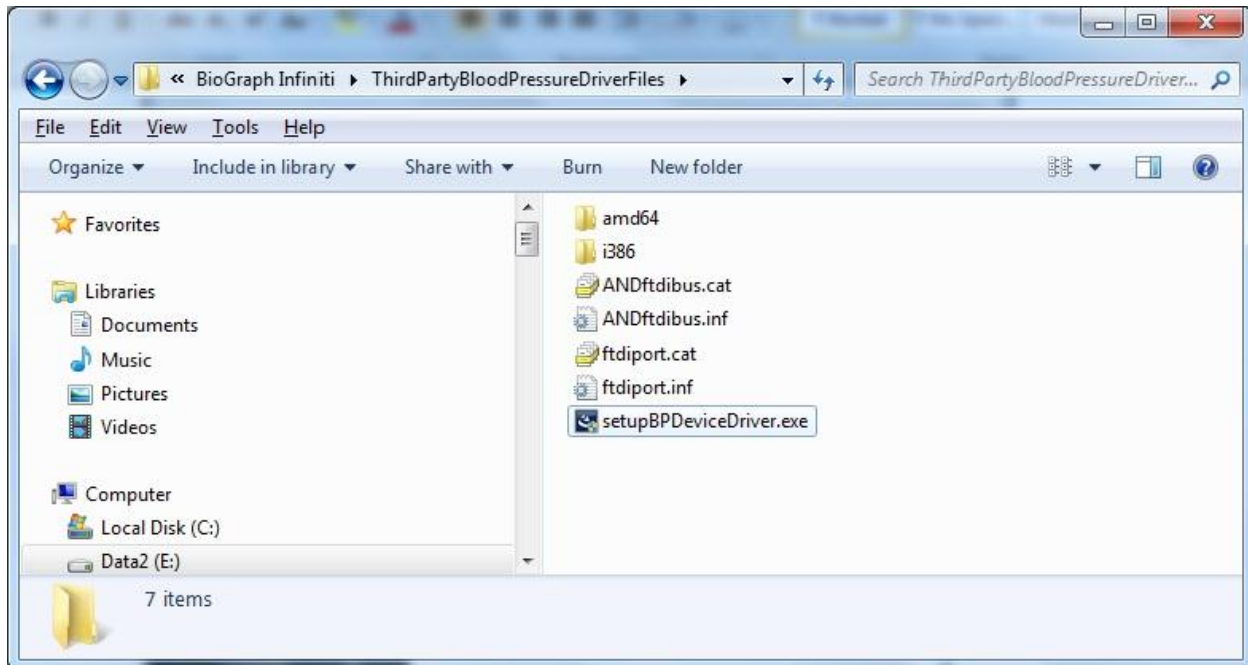 « BioGraph Infiniti ▸ ThirdPartyBloodPressureDriverFiles ▸ Search ThirdPartyBloodPressureDriver...
File Edit View Tools Help
Organize Include in library Share with Burn New folder
Favorites
Libraries
Documents
Music
Pictures
Videos
Computer
Local Disk (C:)
Data2 (E:)
amd64
i386
ANDftdibus.cat
ANDftdibus.inf
ftdiport.cat
ftdiport.inf
setupBPDeviceDriver.exe
7 items